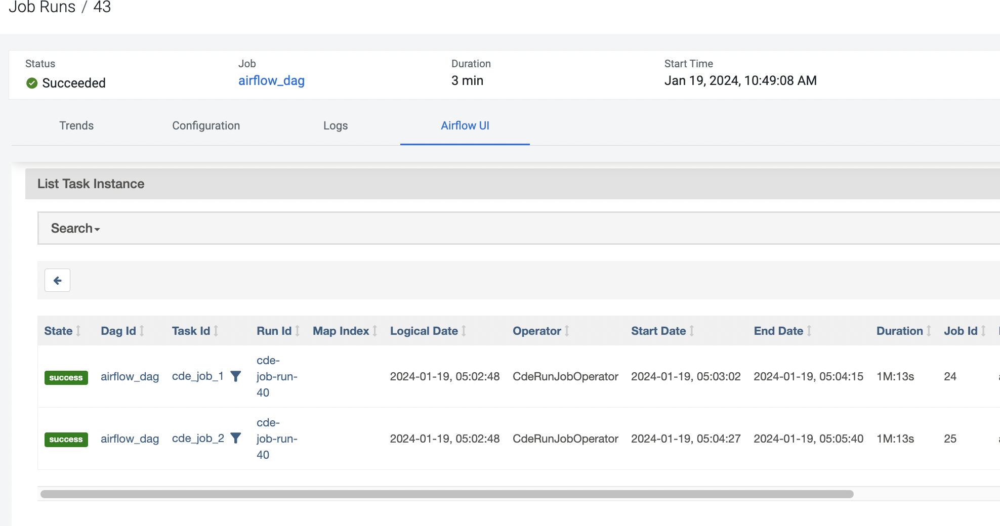 Job Runs / 43
Status Job Duration Start Time
Succeeded airflow_dag 3 min Jan 19, 2024, 10:49:08 AM
Trends Configuration Logs Airflow UI
List Task Instance
Search
State Dag Id Task Id Run Id Map Index Logical Date Operator Start Date End Date Duration Job Id
success airflow_dag cde_job_1 cde-
job-run-
40 2024-01-19, 05:02:48 CdeRunJobOperator 2024-01-19, 05:03:02 2024-01-19, 05:04:15 1M:13s 24
success airflow_dag cde_job_2 cde-
job-run-
40 2024-01-19, 05:02:48 CdeRunJobOperator 2024-01-19, 05:04:27 2024-01-19, 05:05:40 1M:13s 25